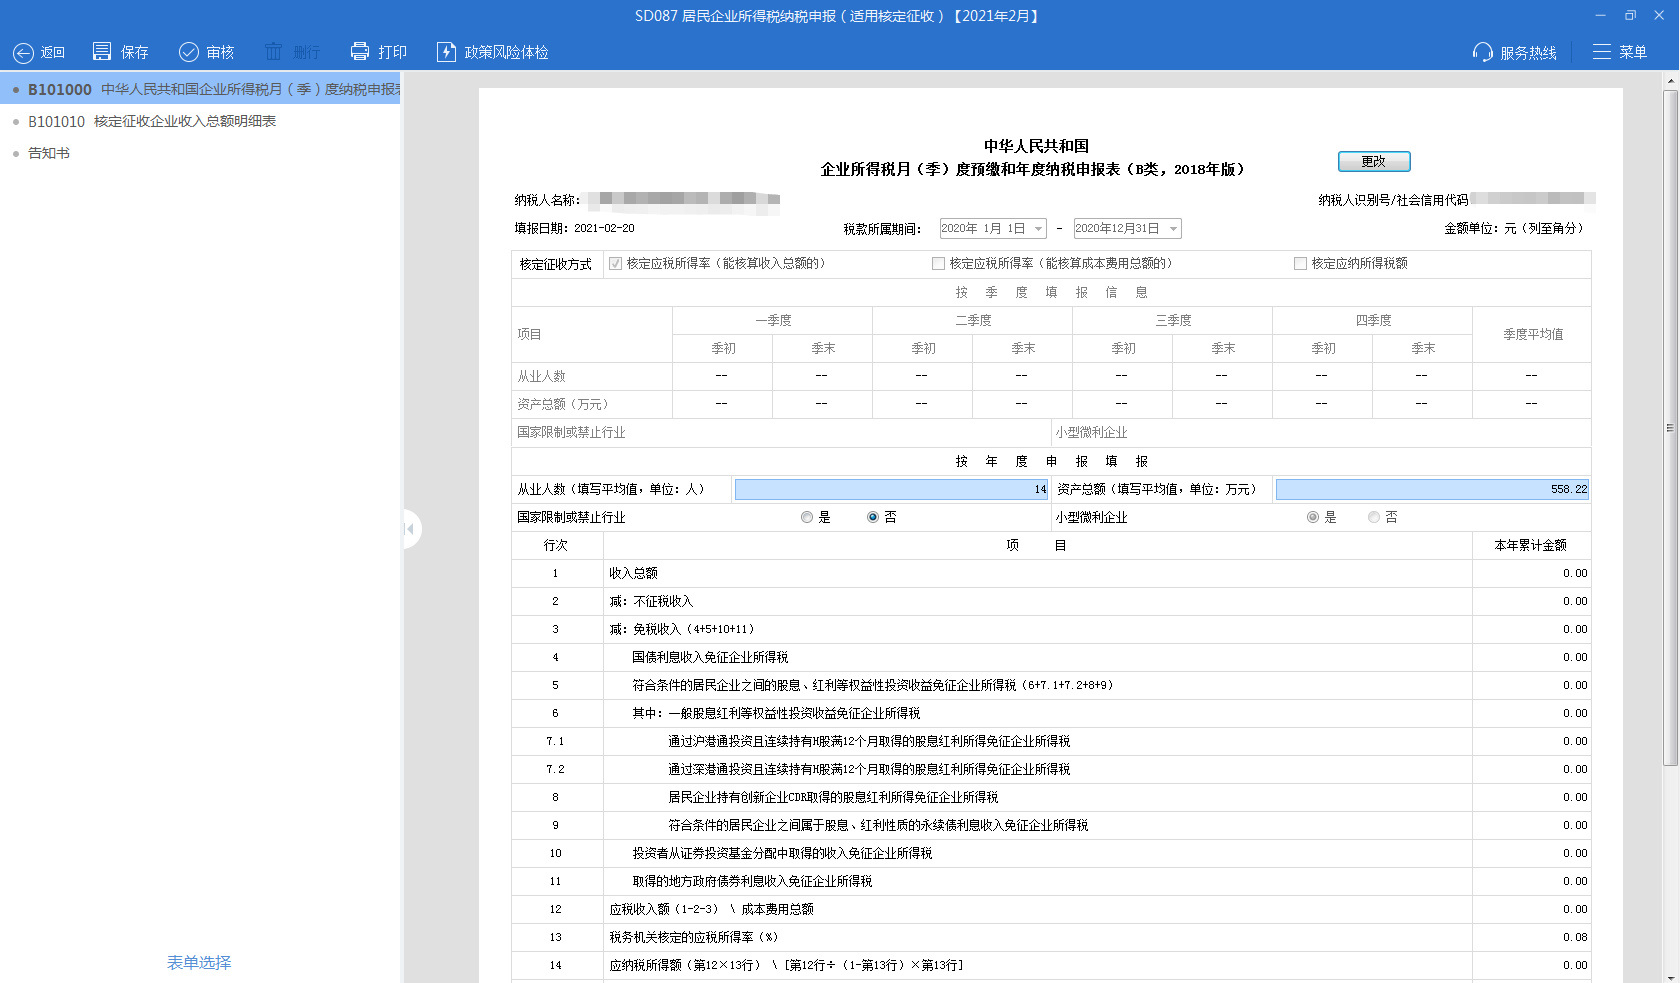 SD087 居民企业所得税纳税申报（适用核定征收）【2021年2月】
返回 保存 审核 删行 打印 政策风险体检 服务热线 菜单
B101000 中华人民共和国企业所得税月（季）度纳税申报表
B101010 核定征收企业收入总额明细表
告知书
表单选择
中华人民共和国
企业所得税月（季）度预缴和年度纳税申报表（B类，2018年版）
更改
纳税人名称： 纳税人识别号/社会信用代码
填报日期：2021-02-20 税款所属期间： 2020年 1月 1日 - 2020年12月31日 金额单位：元（列至角分）
核定征收方式 核定应税所得率（能核算收入总额的） 核定应税所得率（能核算成本费用总额的） 核定应纳所得税额
按 季 度 填 报 信 息
项目 一季度 二季度 三季度 四季度 季度平均值
季初 季末 季初 季末 季初 季末 季初 季末
从业人数 -- -- -- -- -- -- -- -- --
资产总额（万元） -- -- -- -- -- -- -- -- --
国家限制或禁止行业 小型微利企业
按 年 度 申 报 填 报
从业人数（填写平均值，单位：人） 14 资产总额（填写平均值，单位：万元） 558.22
国家限制或禁止行业 是 否 小型微利企业 是 否
行次 项 目 本年累计金额
1 收入总额 0.00
2 减：不征税收入 0.00
3 减：免税收入（4+5+10+11） 0.00
4 国债利息收入免征企业所得税 0.00
5 符合条件的居民企业之间的股息、红利等权益性投资收益免征企业所得税（6+7.1+7.2+8+9） 0.00
6 其中：一般股息红利等权益性投资收益免征企业所得税 0.00
7.1 通过沪港通投资且连续持有H股满12个月取得的股息红利所得免征企业所得税 0.00
7.2 通过深港通投资且连续持有H股满12个月取得的股息红利所得免征企业所得税 0.00
8 居民企业持有创新企业CDR取得的股息红利所得免征企业所得税 0.00
9 符合条件的居民企业之间属于股息、红利性质的永续债利息收入免征企业所得税 0.00
10 投资者从证券投资基金分配中取得的收入免征企业所得税 0.00
11 取得的地方政府债券利息收入免征企业所得税 0.00
12 应税收入额（1-2-3） \ 成本费用总额 0.00
13 税务机关核定的应税所得率（%） 0.08
14 应纳税所得额（第12×13行） \ [第12行÷（1-第13行）×第13行] 0.00